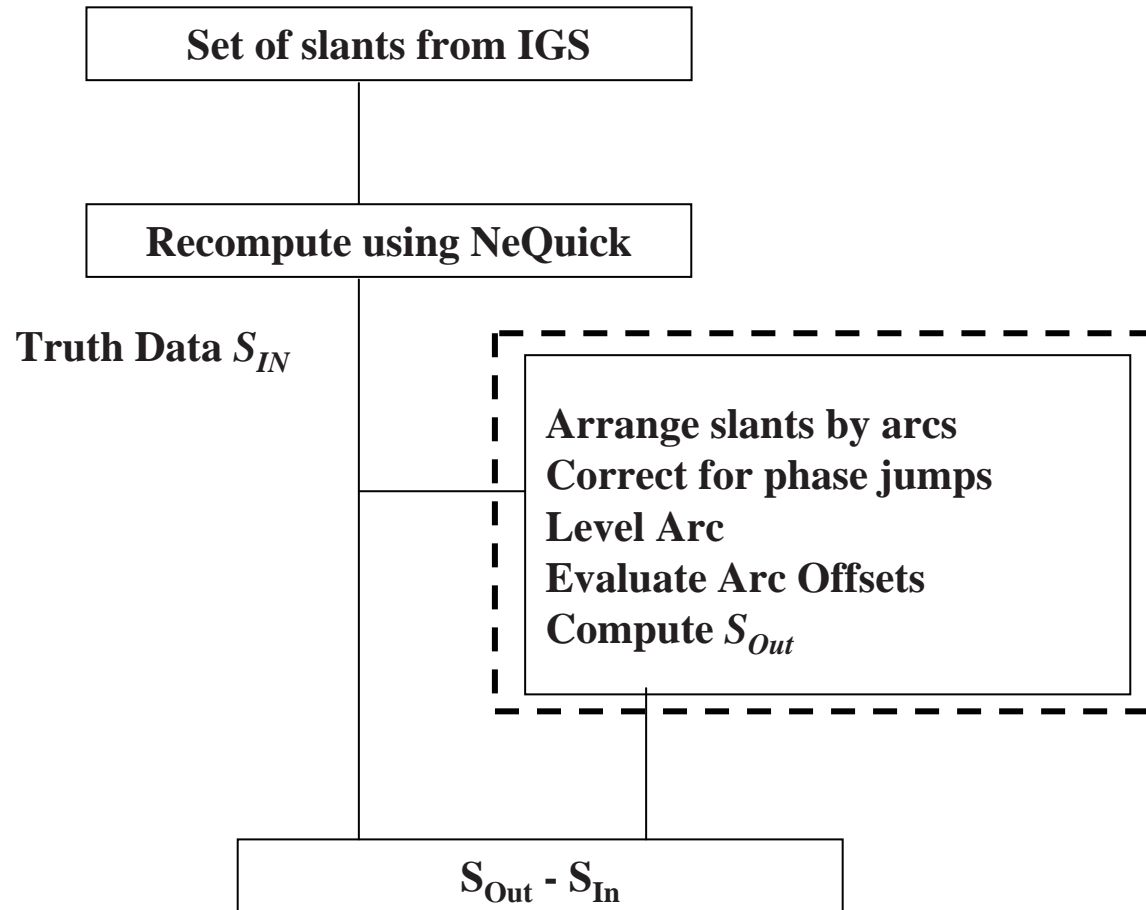 Set of slants from IGS
Recompute using NeQuick
Truth Data S_IN
Arrange slants by arcs
Correct for phase jumps
Level Arc
Evaluate Arc Offsets
Compute S_Out
S_Out - S_In